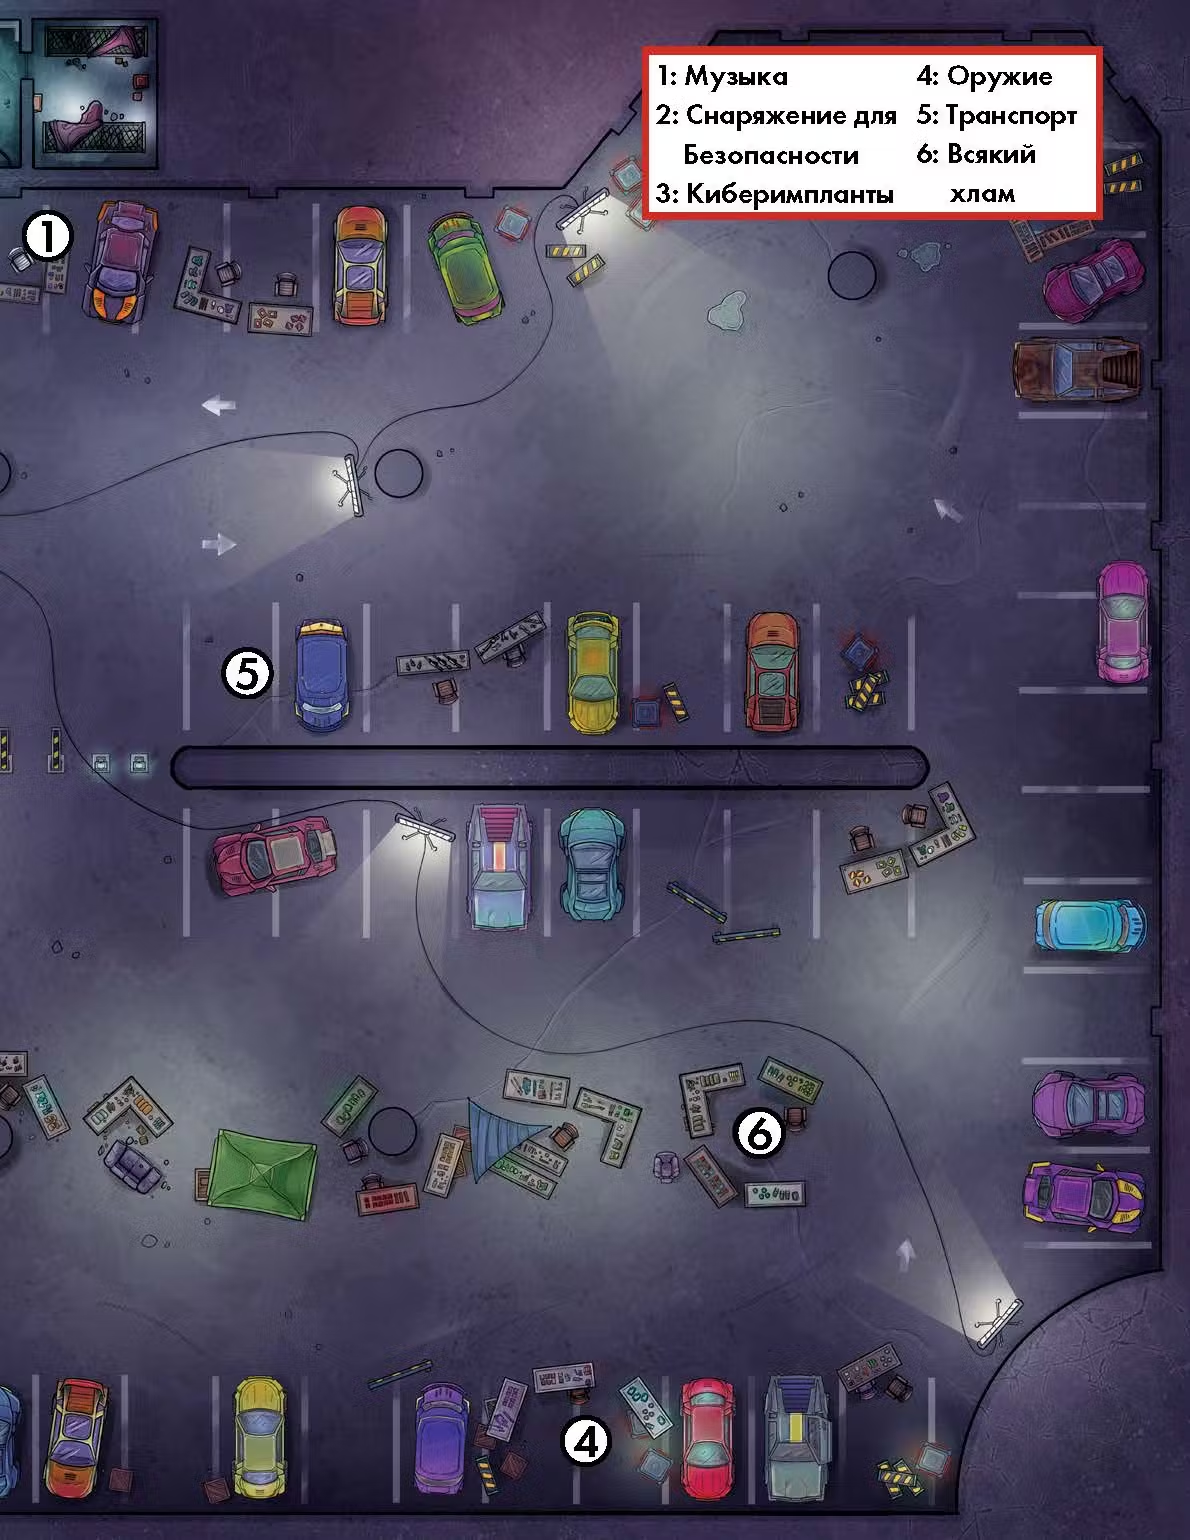 1: Музыка
2: Снаряжение для
Безопасности
3: Киберимпланты
4: Оружие
5: Транспорт
6: Всякий
хлам
1
5
6
4